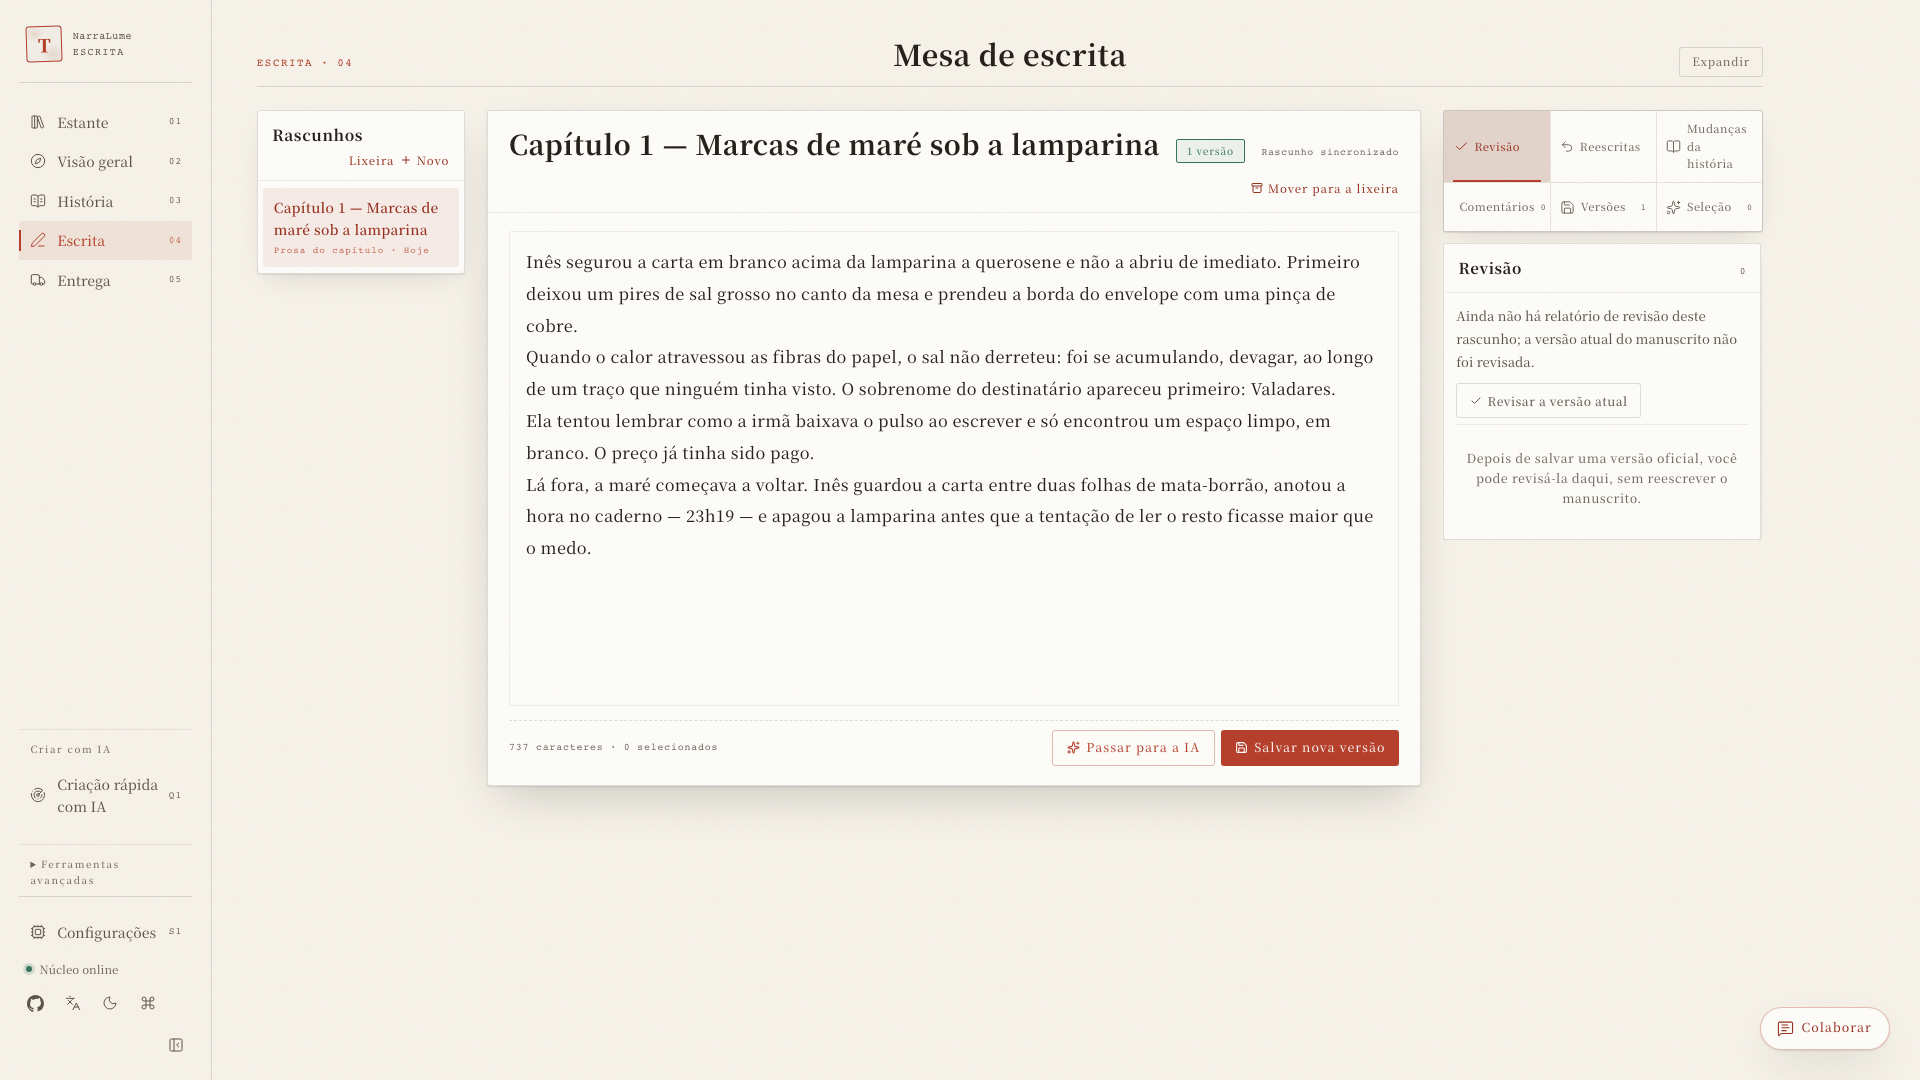 T
NarraLume
ESCRITA
Estante 01
Visão geral 02
História 03
Escrita 04
Entrega 05
Criar com IA
Criação rápida
com IA
Q1
Ferramentas
avançadas
Configurações S1
Núcleo online
ESCRITA · 04
Mesa de escrita
Expandir
Rascunhos
Lixeira + Novo
Capítulo 1 — Marcas de
maré sob a lamparina
Prosa do capítulo · Hoje
Capítulo 1 — Marcas de maré sob a lamparina
1 versão
Rascunho sincronizado
Mover para a lixeira
Inês segurou a carta em branco acima da lamparina a querosene e não a abriu de imediato. Primeiro
deixou um pires de sal grosso no canto da mesa e prendeu a borda do envelope com uma pinça de
cobre.
Quando o calor atravessou as fibras do papel, o sal não derreteu: foi se acumulando, devagar, ao longo
de um traço que ninguém tinha visto. O sobrenome do destinatário apareceu primeiro: Valadares.
Ela tentou lembrar como a irmã baixava o pulso ao escrever e só encontrou um espaço limpo, em
branco. O preço já tinha sido pago.
Lá fora, a maré começava a voltar. Inês guardou a carta entre duas folhas de mata-borrão, anotou a
hora no caderno — 23h19 — e apagou a lamparina antes que a tentação de ler o resto ficasse maior que
o medo.
737 caracteres · 0 selecionados
Passar para a IA
Salvar nova versão
Revisão
Reescritas
Mudanças
da
história
Comentários 0
Versões 1
Seleção 0
Revisão 0
Ainda não há relatório de revisão deste
rascunho; a versão atual do manuscrito não
foi revisada.
Revisar a versão atual
Depois de salvar uma versão oficial, você
pode revisá-la daqui, sem reescrever o
manuscrito.
Colaborar